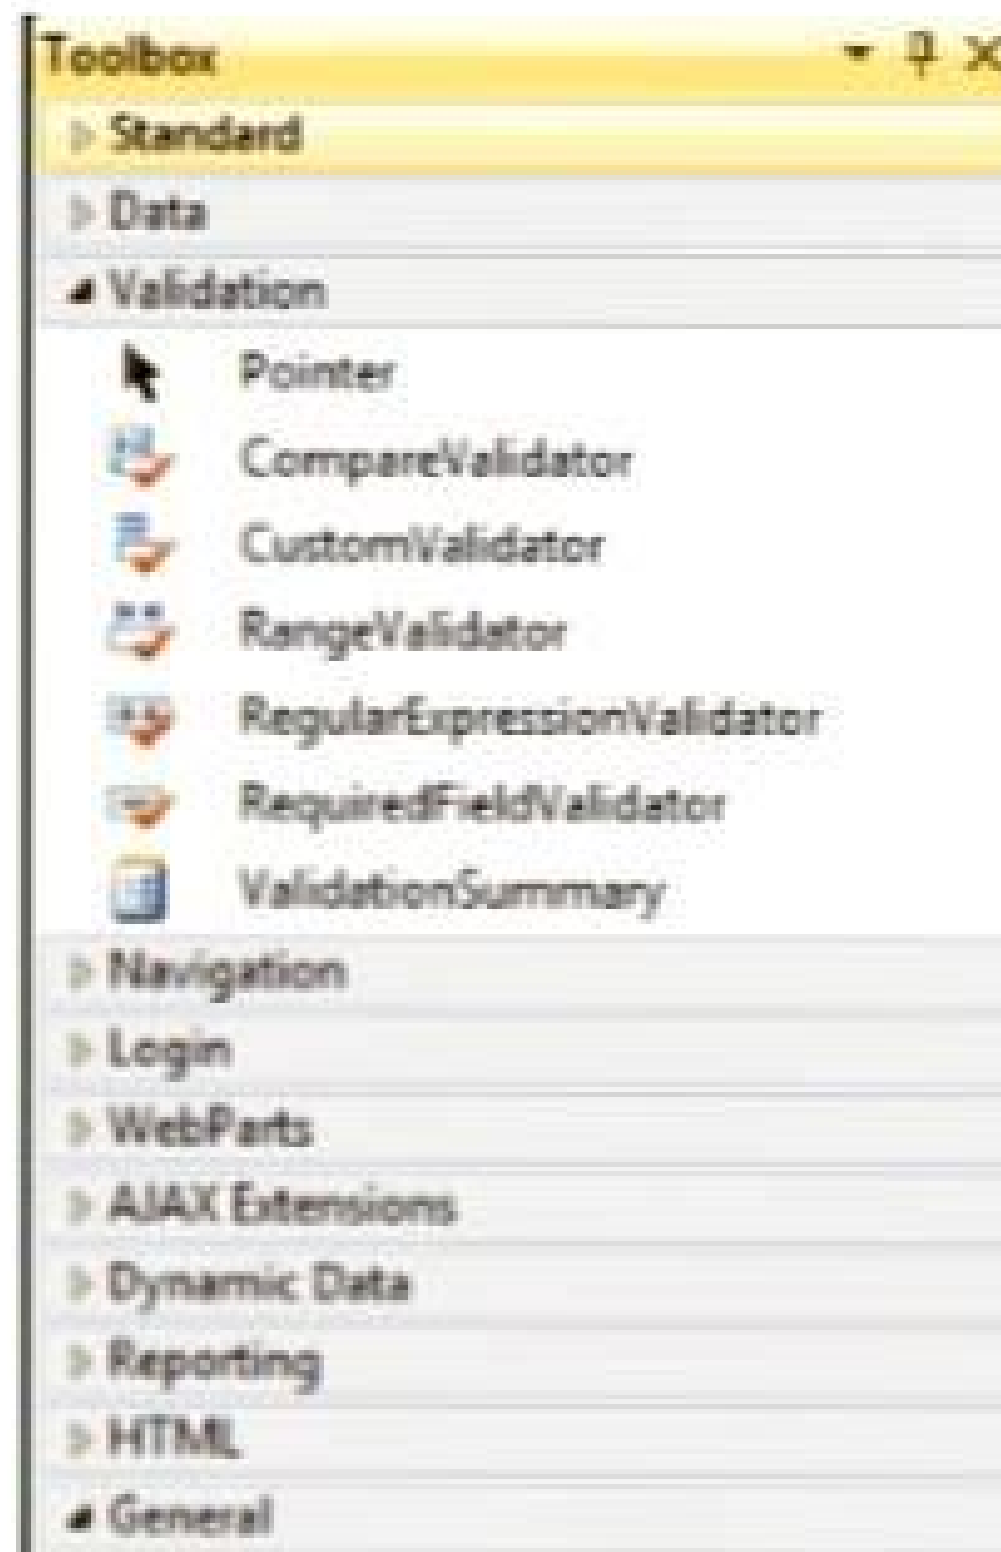 Toolbox
Standard
Data
Validation
Pointer
CompareValidator
CustomValidator
RangeValidator
RegularExpressionValidator
RequiredFieldValidator
ValidationSummary
Navigation
Login
WebParts
AJAX Extensions
Dynamic Data
Reporting
HTML
General